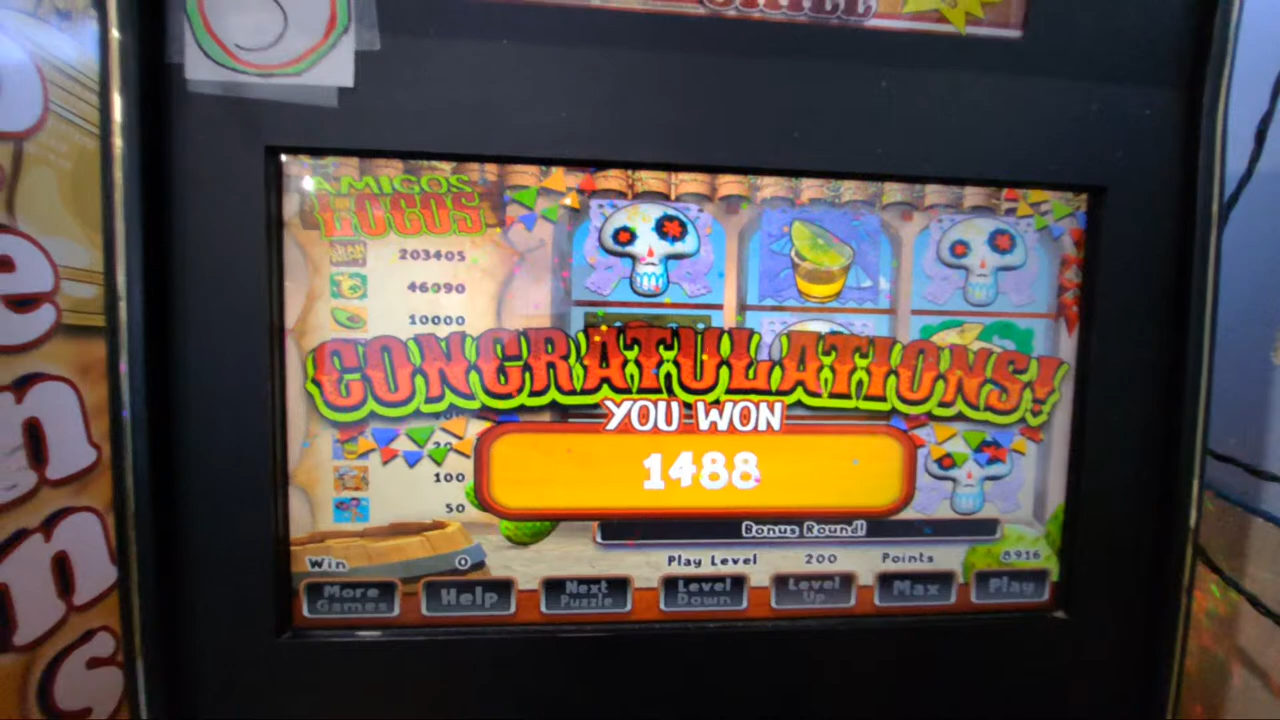 AMIGOS
LOCOS
GRAN
203405
46090
10000
CONGRATULATIONS!
YOU WON
1488
100
50
Bonus Round!
Win 0 Play Level 200 Points 8916
More Games
Help
Next Puzzle
Level Down
Level Up
Max
Play